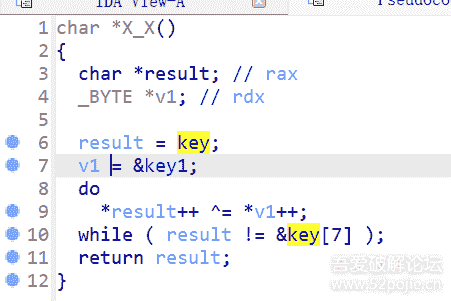 IDA View-A
Pseudoco
1 char *X_X()
2 {
3 char *result; // rax
4 _BYTE *v1; // rdx
5
6 result = key;
7 v1 = &key1;
8 do
9 *result++ ^= *v1++;
10 while ( result != &key[7] );
11 return result;
12 }
吾爱破解论坛
www.52pojie.cn